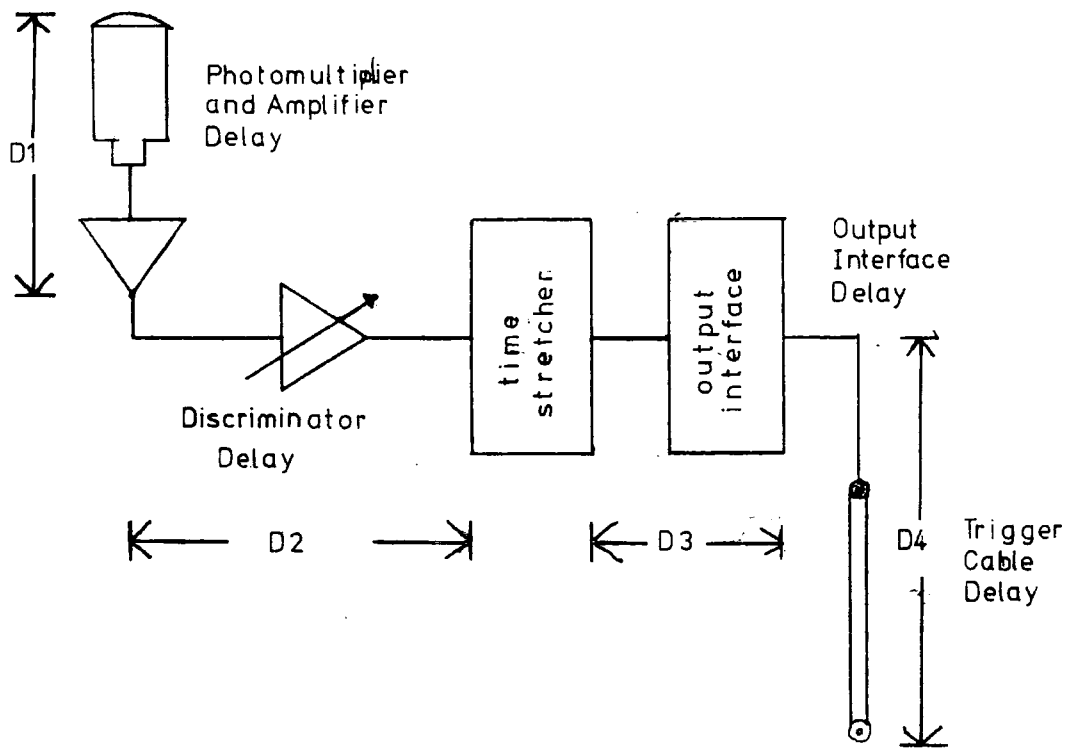 Photomultiplier
and Amplifier
Delay
D1
Output
Interface
Delay
time
stretcher
output
interface
Discriminator
Delay
D2
D3
D4
Trigger
Cable
Delay